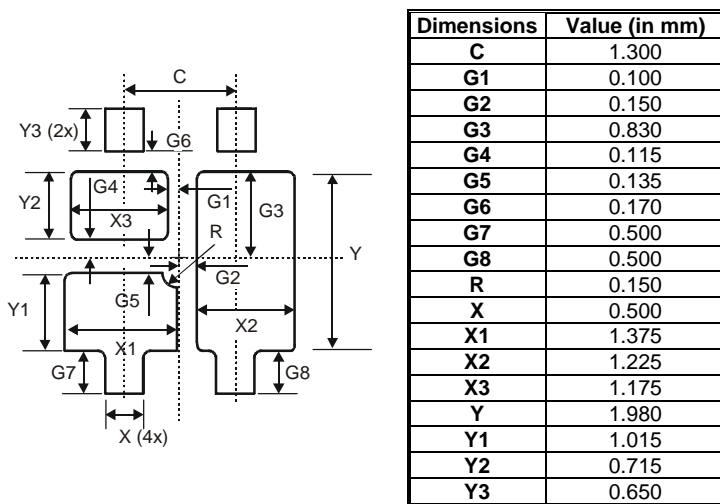 C
Y3 (2x)
G6
Y2
G4
G1
G3
X3
R
Y
G2
Y1
G5
X1
X2
G7
G8
X (4x)
Dimensions Value (in mm)
C 1.300
G1 0.100
G2 0.150
G3 0.830
G4 0.115
G5 0.135
G6 0.170
G7 0.500
G8 0.500
R 0.150
X 0.500
X1 1.375
X2 1.225
X3 1.175
Y 1.980
Y1 1.015
Y2 0.715
Y3 0.650